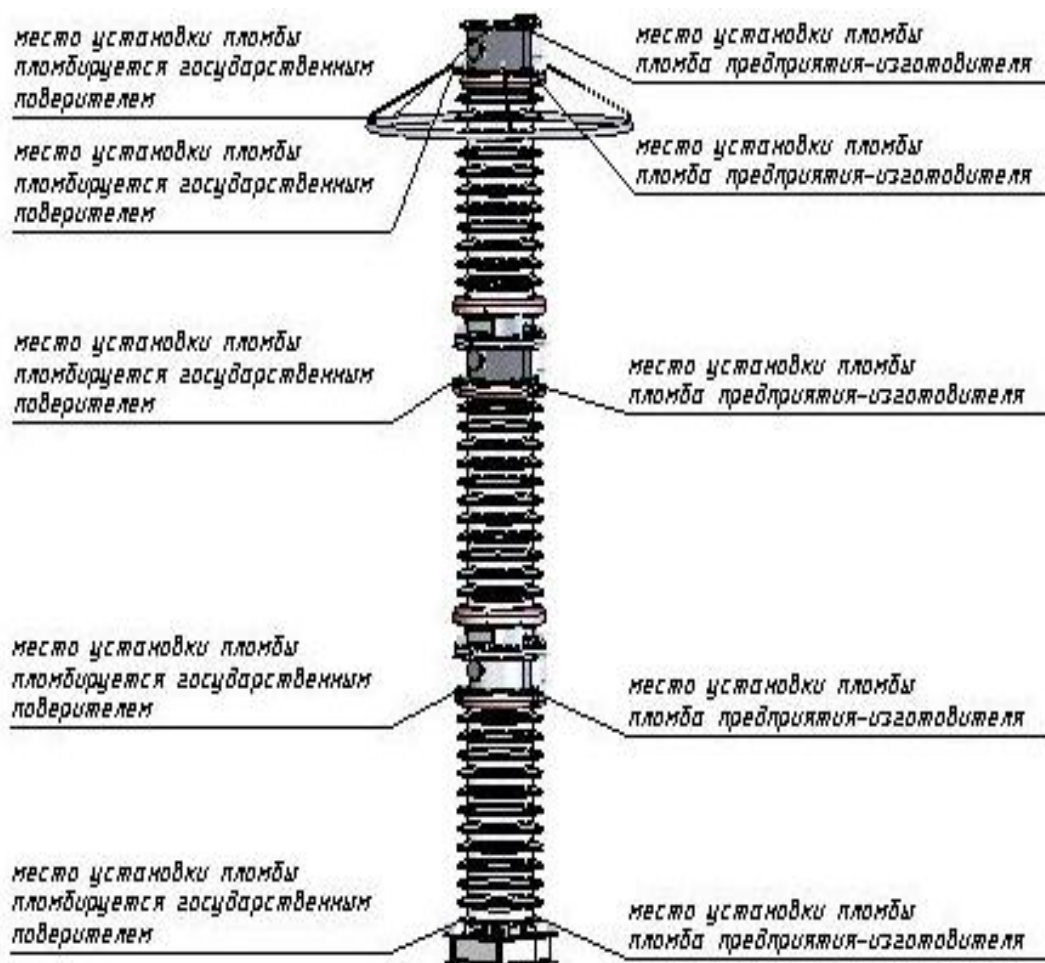 место установки пломбы
пломбируется государственным
поверителем
место установки пломбы
пломба предприятия-изготовителя
место установки пломбы
пломбируется государственным
поверителем
место установки пломбы
пломба предприятия-изготовителя
место установки пломбы
пломбируется государственным
поверителем
место установки пломбы
пломба предприятия-изготовителя
место установки пломбы
пломбируется государственным
поверителем
место установки пломбы
пломба предприятия-изготовителя
место установки пломбы
пломбируется государственным
поверителем
место установки пломбы
пломба предприятия-изготовителя